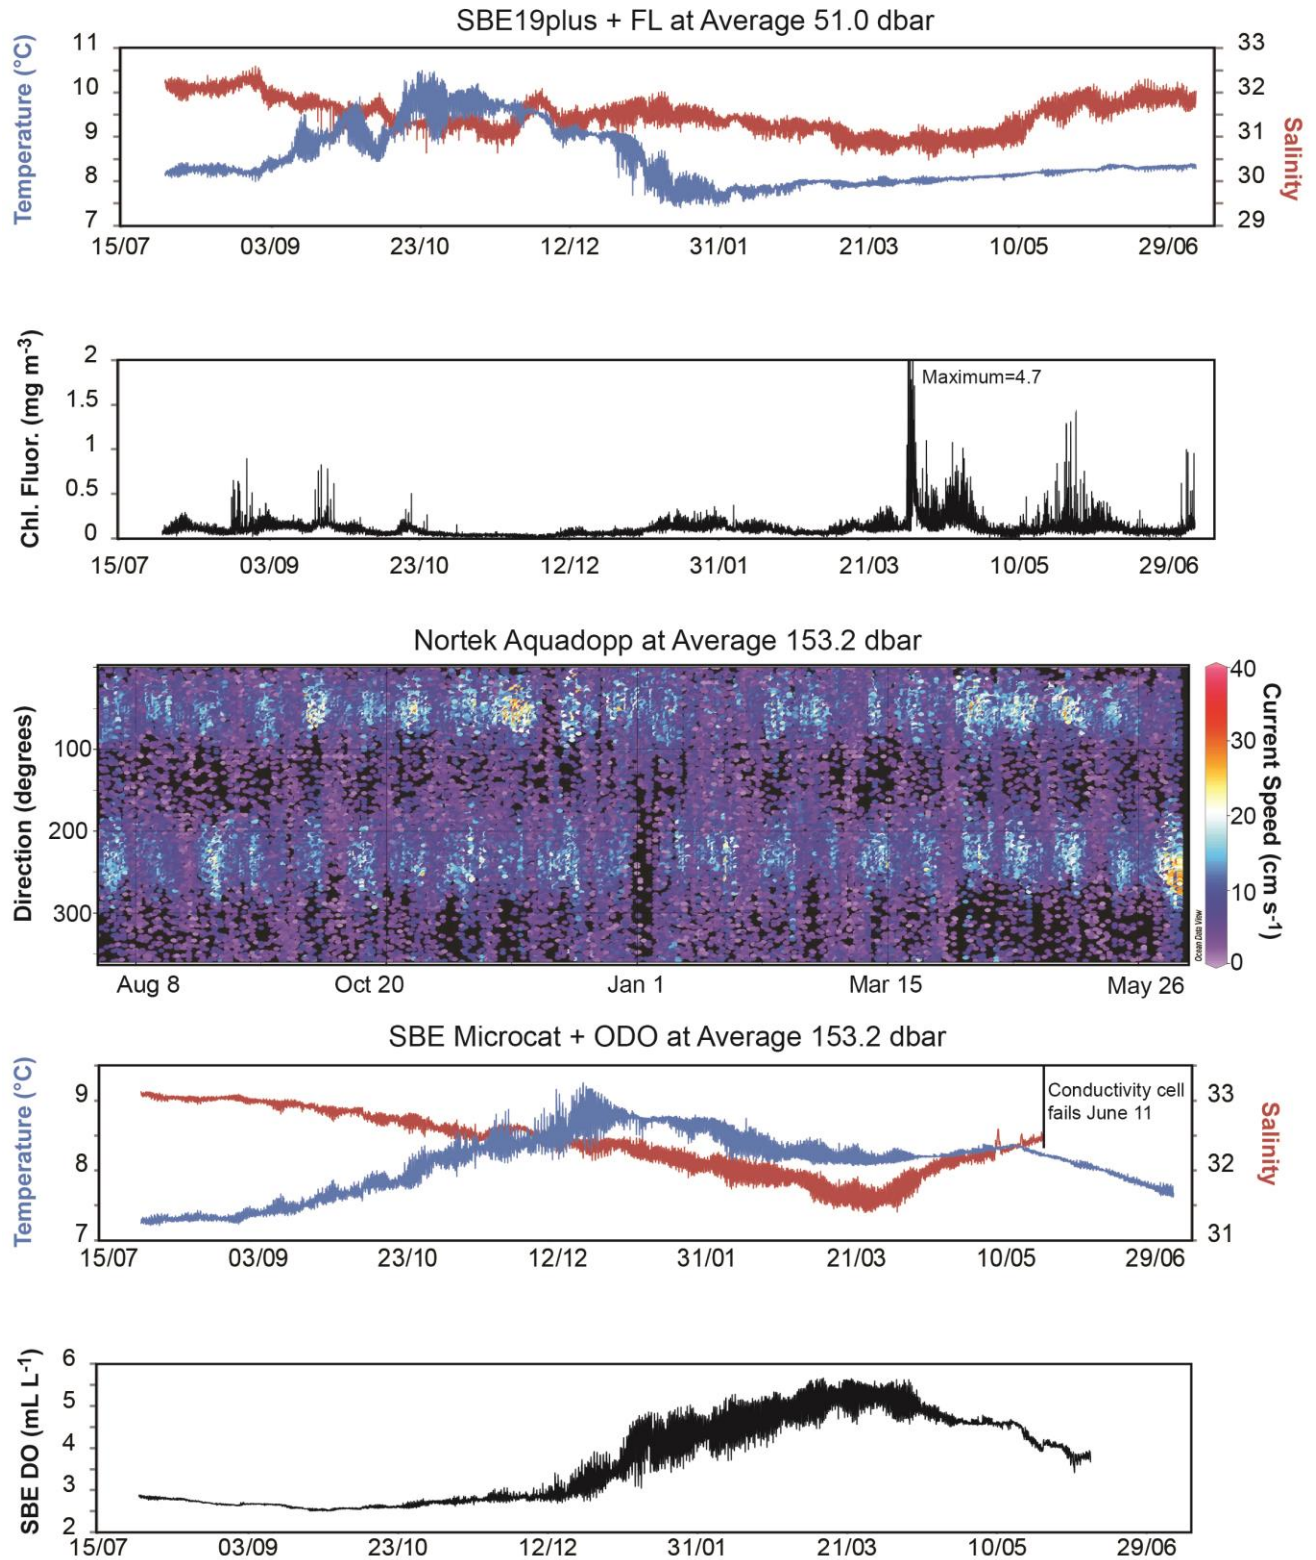 SBE19plus + FL at Average 51.0 dbar
Temperature (°C)
11
10
9
8
7
33
32
31
30
29
Salinity
15/07 03/09 23/10 12/12 31/01 21/03 10/05 29/06
Chl. Fluor. (mg m-3)
2
1.5
1
0.5
0
Maximum=4.7
15/07 03/09 23/10 12/12 31/01 21/03 10/05 29/06
Nortek Aquadopp at Average 153.2 dbar
Direction (degrees)
100
200
300
40
30
20
10
0
Current Speed (cm s-1)
Ocean Data View
Aug 8 Oct 20 Jan 1 Mar 15 May 26
SBE Microcat + ODO at Average 153.2 dbar
Temperature (°C)
9
8
7
Conductivity cell
fails June 11
33
32
31
Salinity
15/07 03/09 23/10 12/12 31/01 21/03 10/05 29/06
SBE DO (mL L-1)
6
5
4
3
2
15/07 03/09 23/10 12/12 31/01 21/03 10/05 29/06